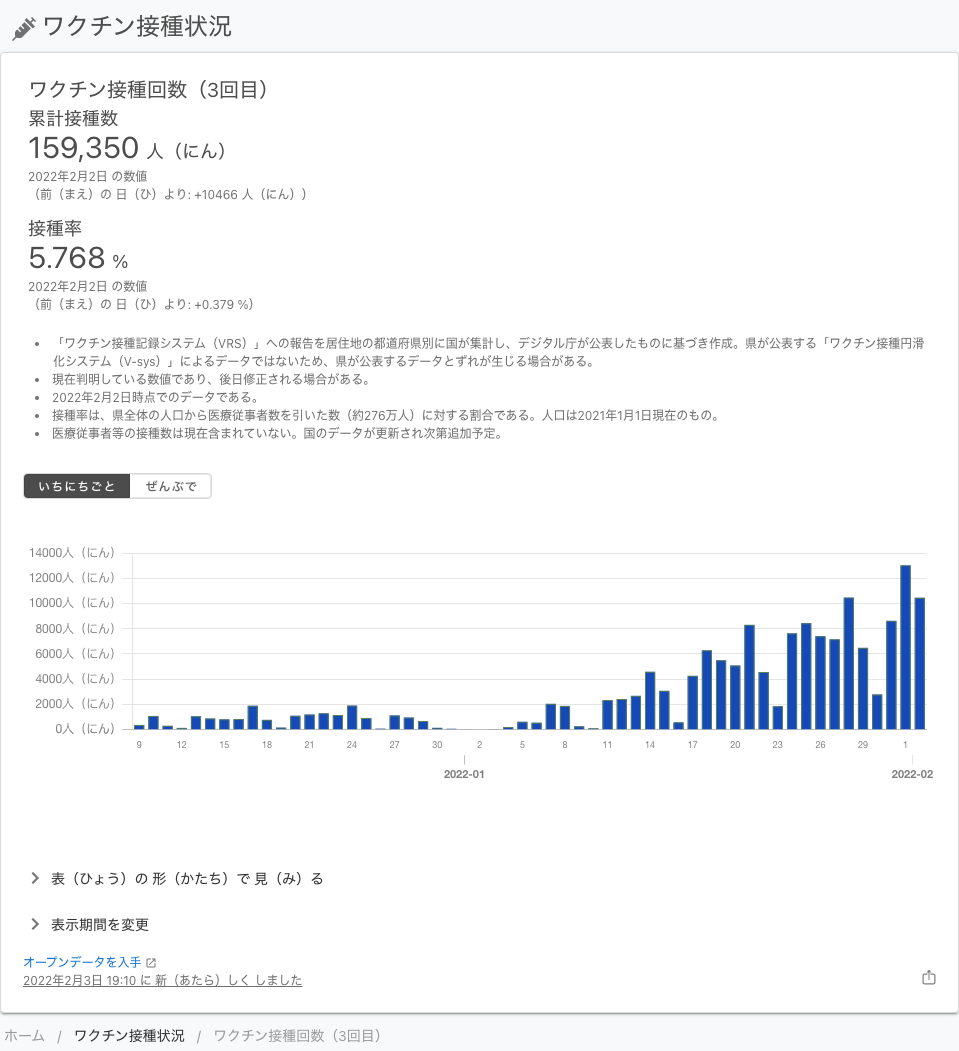 ワクチン接種状況
ワクチン接種回数（3回目）
累計接種数
159,350 人（にん）
2022年2月2日 の数値
（前（まえ）の 日（ひ）より: +10466 人（にん））
接種率
5.768 %
2022年2月2日 の数値
（前（まえ）の 日（ひ）より: +0.379 %）
• 「ワクチン接種記録システム（VRS）」への報告を居住地の都道府県別に国が集計し、デジタル庁が公表したものに基づき作成。県が公表する「ワクチン接種円滑
化システム（V-sys）」によるデータではないため、県が公表するデータとずれが生じる場合がある。
• 現在判明している数値であり、後日修正される場合がある。
• 2022年2月2日時点でのデータである。
• 接種率は、県全体の人口から医療従事者数を引いた数（約276万人）に対する割合である。人口は2021年1月1日現在のもの。
• 医療従事者等の接種数は現在含まれていない。国のデータが更新され次第追加予定。
いちにちごと ぜんぶで
14000人（にん）
12000人（にん）
10000人（にん）
8000人（にん）
6000人（にん）
4000人（にん）
2000人（にん）
0人（にん）
9 12 15 18 21 24 27 30 2 5 8 11 14 17 20 23 26 29 1
2022-01 2022-02
表（ひょう）の 形（かたち）で 見（み）る
表示期間を変更
オープンデータを入手
2022年2月3日 19:10 に 新（あたら）しく しました
ホーム / ワクチン接種状況 / ワクチン接種回数（3回目）